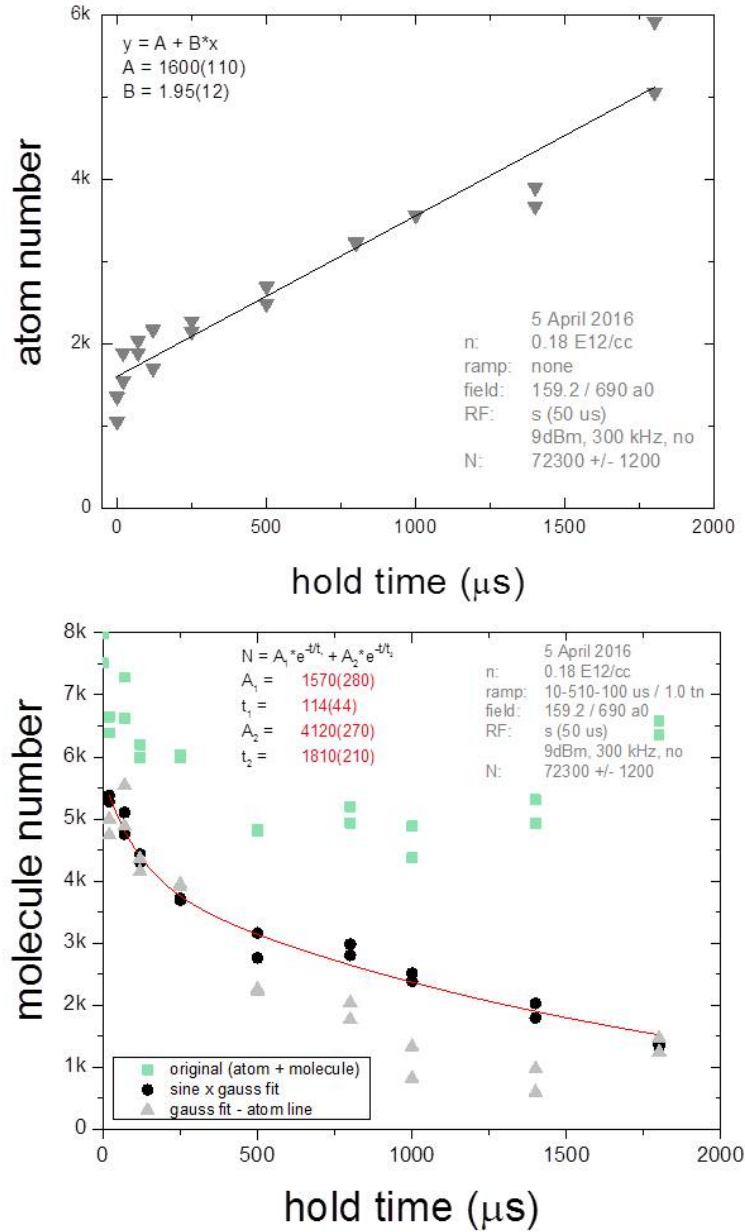 6k
4k
2k
0
atom number
y = A + B*x
A = 1600(110)
B = 1.95(12)
5 April 2016
n: 0.18 E12/cc
ramp: none
field: 159.2 / 690 a0
RF: s (50 us)
9dBm, 300 kHz, no
N: 72300 +/- 1200
0 500 1000 1500 2000
hold time (μs)
8k
7k
6k
5k
4k
3k
2k
1k
0
molecule number
N = A₁*e^-t/t₁ + A₂*e^-t/t₂
A₁ = 1570(280)
t₁ = 114(44)
A₂ = 4120(270)
t₂ = 1810(210)
5 April 2016
n: 0.18 E12/cc
ramp: 10-510-100 us / 1.0 tn
field: 159.2 / 690 a0
RF: s (50 us)
9dBm, 300 kHz, no
N: 72300 +/- 1200
original (atom + molecule)
sine x gauss fit
gauss fit - atom line
0 500 1000 1500 2000
hold time (μs)